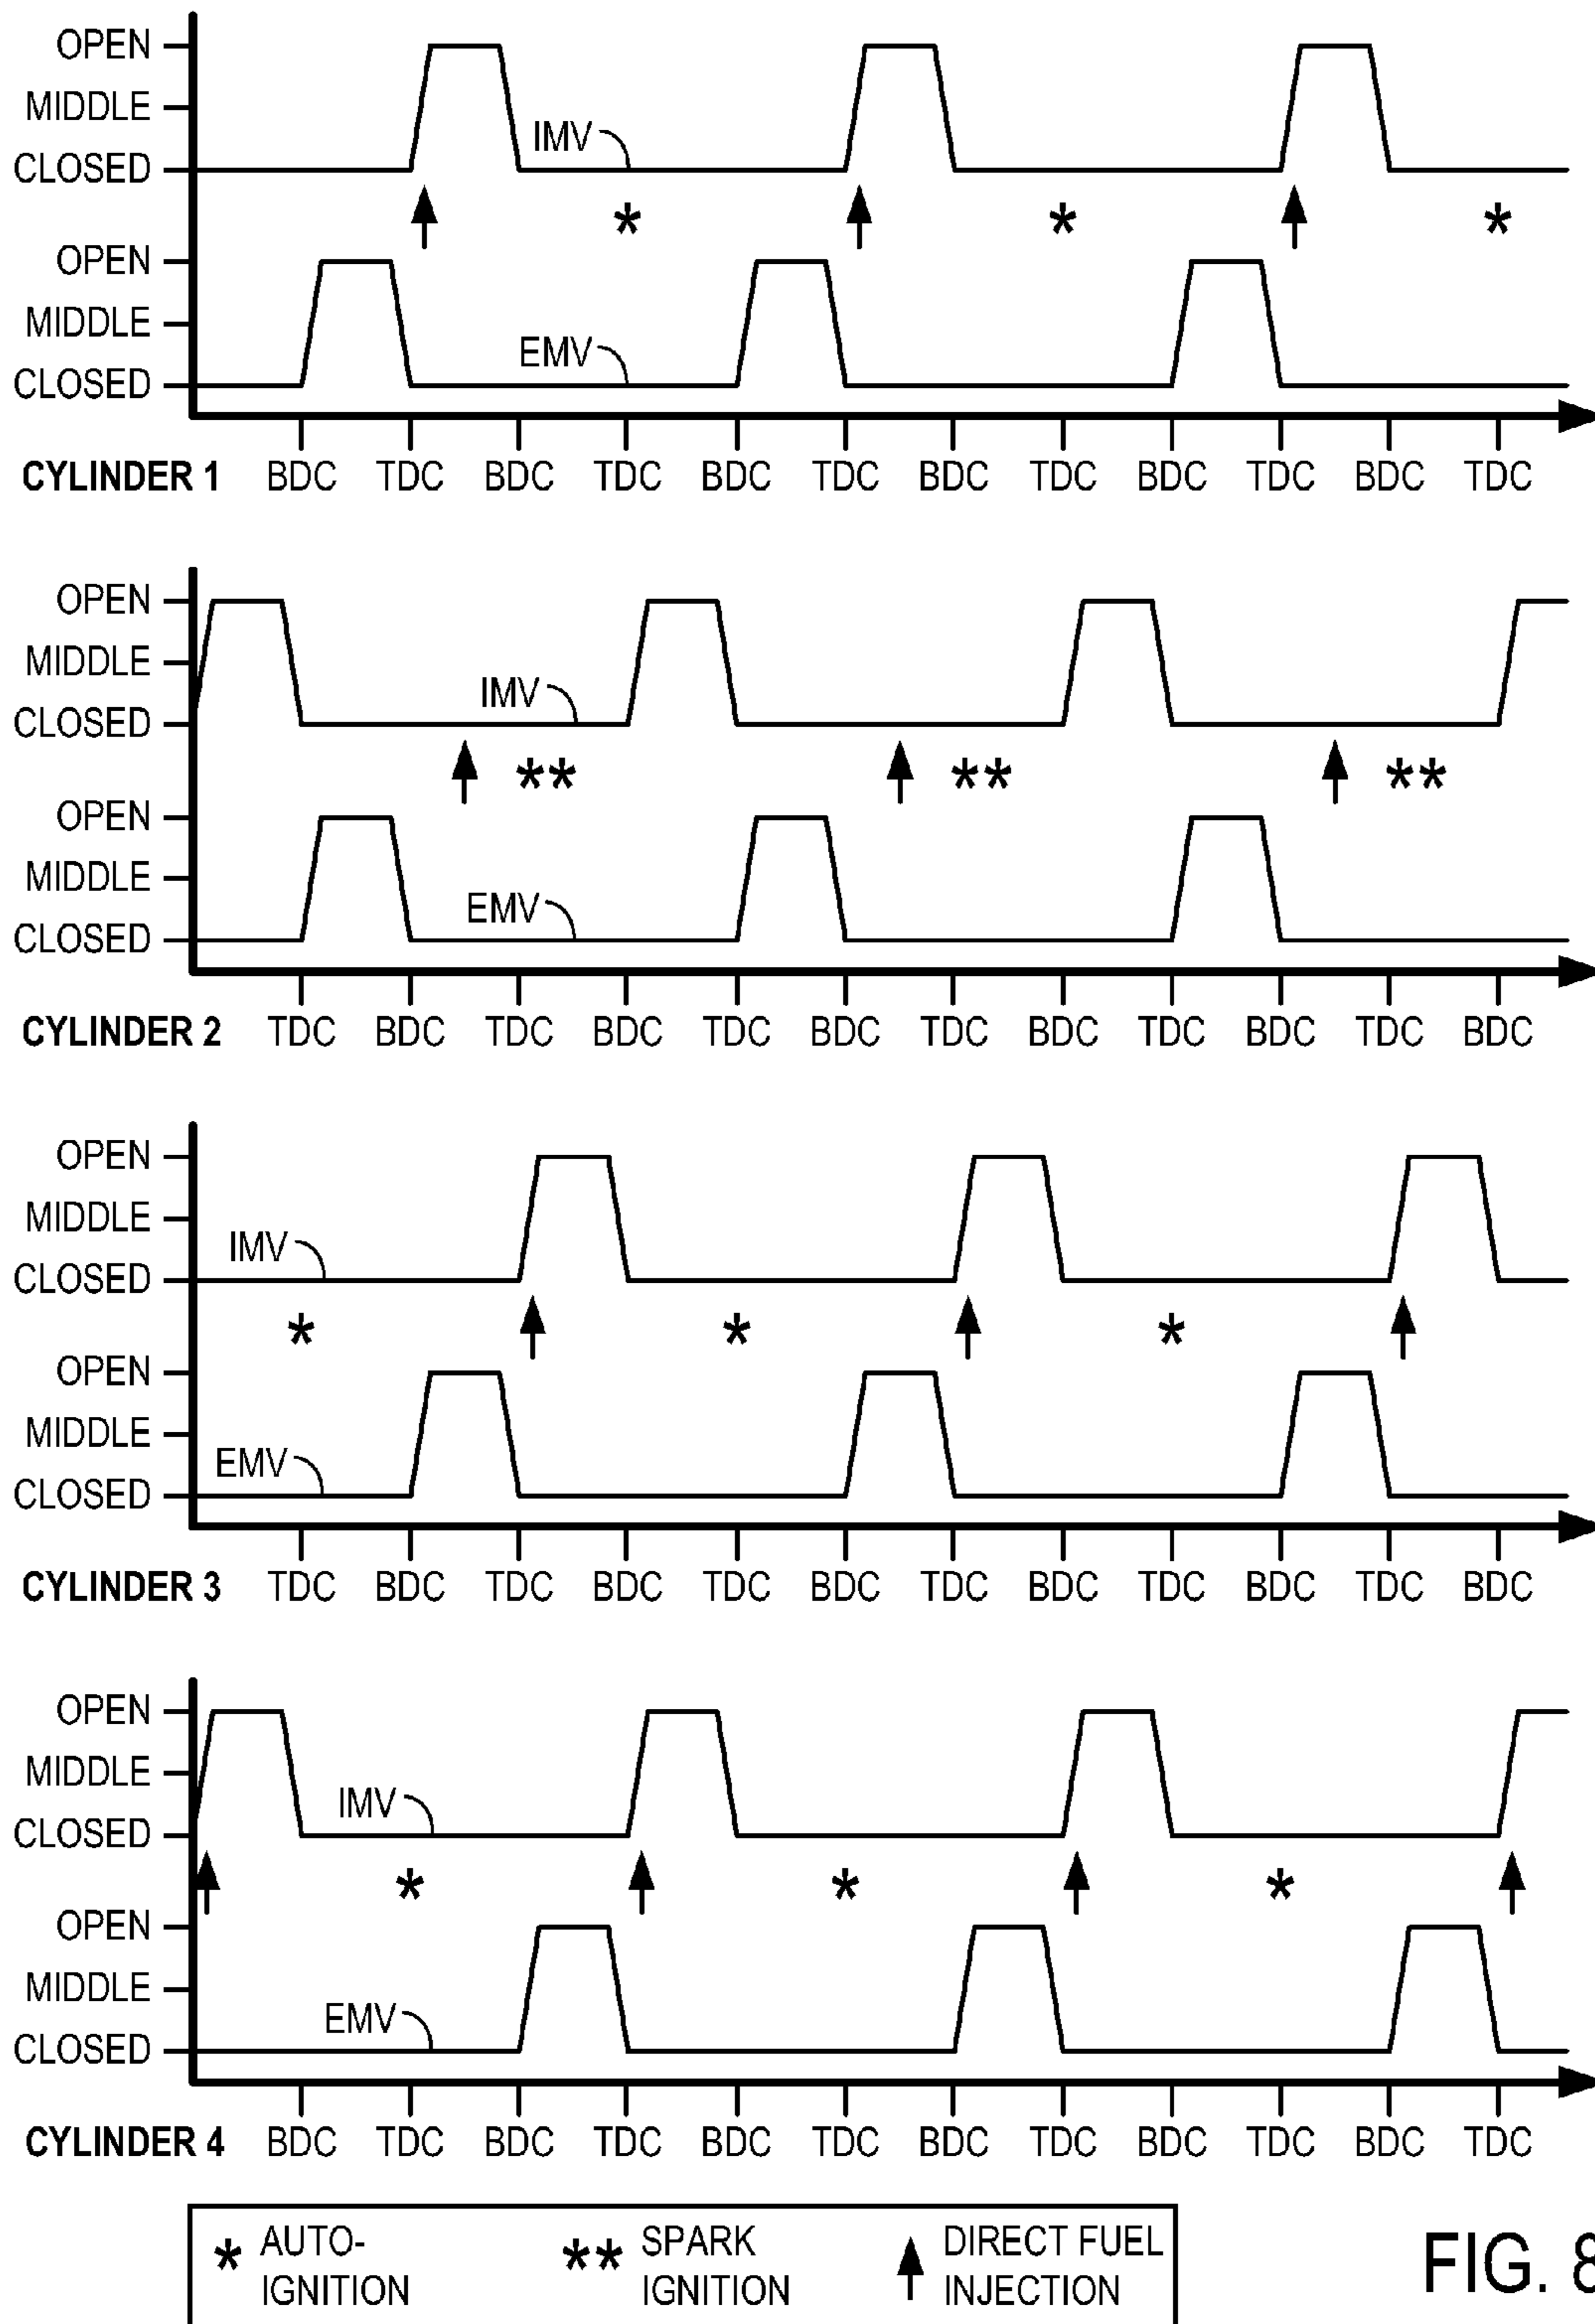 OPEN
MIDDLE
IMV
CLOSED
* * *
OPEN
MIDDLE
EMV
CLOSED
CYLINDER 1 BDC TDC BDC TDC BDC TDC BDC TDC BDC TDC BDC TDC
OPEN
MIDDLE
IMV
CLOSED
** ** **
OPEN
MIDDLE
EMV
CLOSED
CYLINDER 2 TDC BDC TDC BDC TDC BDC TDC BDC TDC BDC TDC BDC
OPEN
MIDDLE
IMV
CLOSED
* * *
OPEN
MIDDLE
EMV
CLOSED
CYLINDER 3 TDC BDC TDC BDC TDC BDC TDC BDC TDC BDC TDC BDC
OPEN
MIDDLE
IMV
CLOSED
* * *
OPEN
MIDDLE
EMV
CLOSED
CYLINDER 4 BDC TDC BDC TDC BDC TDC BDC TDC BDC TDC BDC TDC
* AUTO-
IGNITION
** SPARK
IGNITION
DIRECT FUEL
INJECTION
FIG. 8